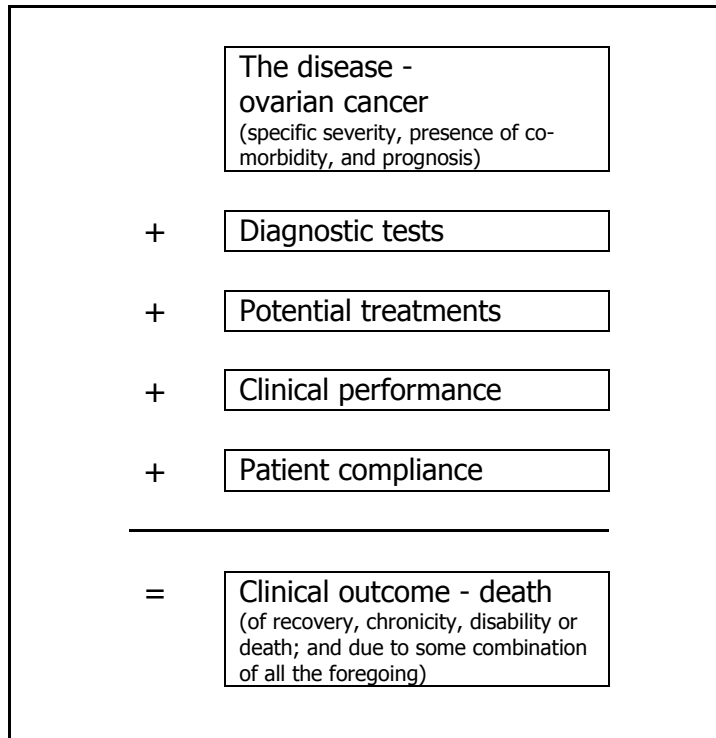 The disease -
ovarian cancer
(specific severity, presence of co-
morbidity, and prognosis)
+ Diagnostic tests
+ Potential treatments
+ Clinical performance
+ Patient compliance
= Clinical outcome - death
(of recovery, chronicity, disability or
death; and due to some combination
of all the foregoing)